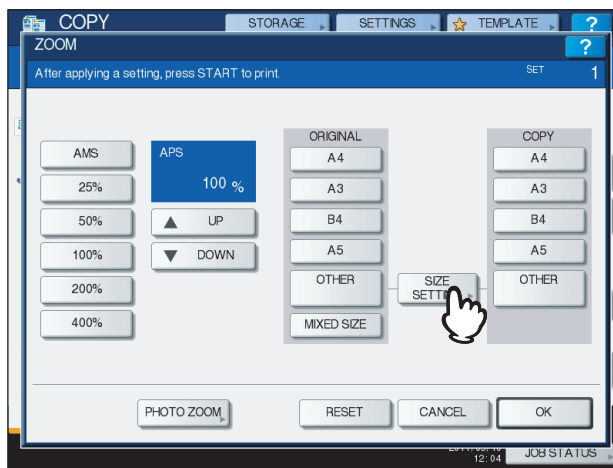 COPY
STORAGE
SETTINGS
TEMPLATE
?
ZOOM
?
After applying a setting, press START to print.
SET 1
ORIGINAL
COPY
AMS
APS
A4
A4
25%
100 %
A3
A3
50%
UP
B4
B4
100%
DOWN
A5
A5
200%
OTHER
SIZE
SETTIN
OTHER
400%
MIXED SIZE
PHOTO ZOOM
RESET
CANCEL
OK
12:04
JOB STATUS